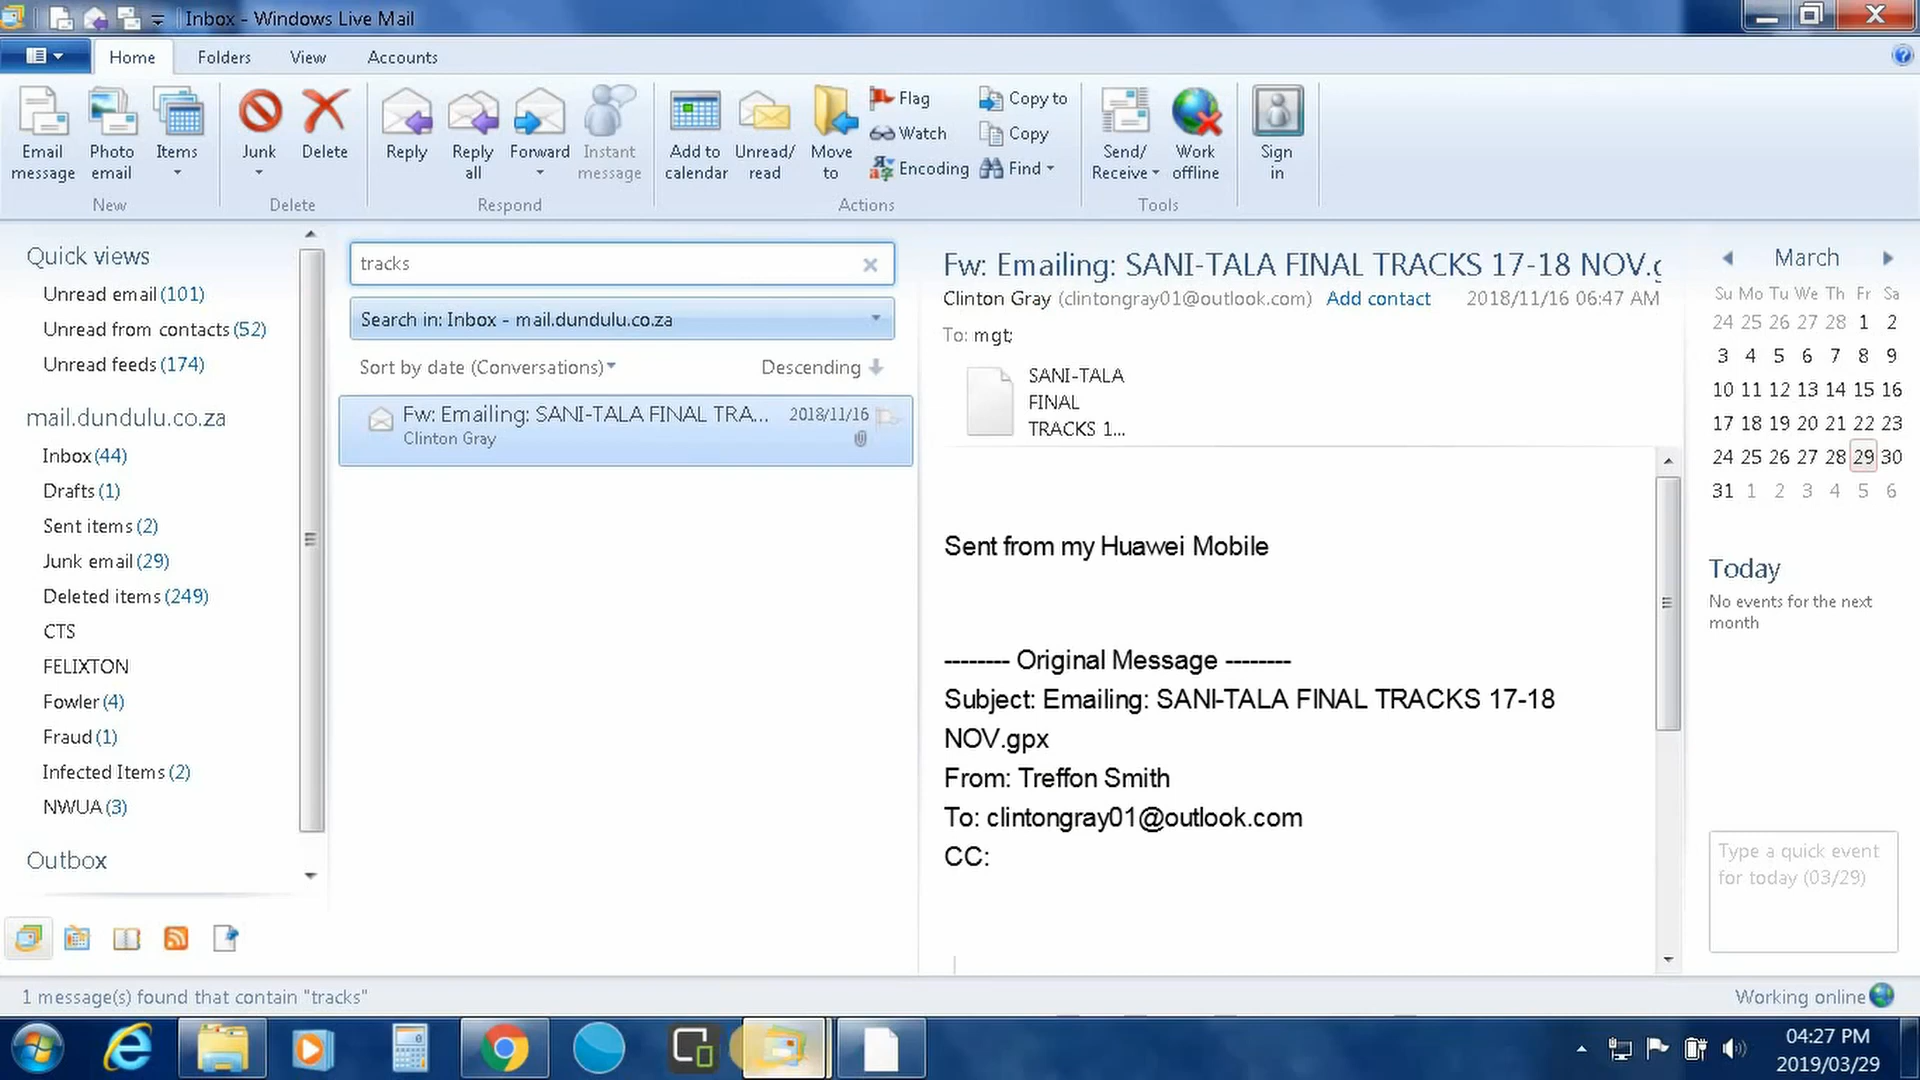 Inbox - Windows Live Mail
Home
Folders
View
Accounts
Email message
Photo email
Items
New
Junk
Delete
Delete
Reply
Reply all
Forward
Instant message
Respond
Add to calendar
Unread/ read
Move to
Flag
Watch
Encoding
Copy to
Copy
Find
Actions
Send/ Receive
Work offline
Tools
Sign in
Quick views
Unread email (101)
Unread from contacts (52)
Unread feeds (174)
mail.dundulu.co.za
Inbox (44)
Drafts (1)
Sent items (2)
Junk email (29)
Deleted items (249)
CTS
FELIXTON
Fowler (4)
Fraud (1)
Infected Items (2)
NWUA (3)
Outbox
tracks
Search in: Inbox - mail.dundulu.co.za
Sort by date (Conversations)
Descending
Fw: Emailing: SANI-TALA FINAL TRA... 2018/11/16
Clinton Gray
Fw: Emailing: SANI-TALA FINAL TRACKS 17-18 NOV.g
Clinton Gray (clintongray01@outlook.com) Add contact 2018/11/16 06:47 AM
To: mgt;
SANI-TALA
FINAL
TRACKS 1...
Sent from my Huawei Mobile
-------- Original Message --------
Subject: Emailing: SANI-TALA FINAL TRACKS 17-18
NOV.gpx
From: Treffon Smith
To: clintongray01@outlook.com
CC:
March
Su Mo Tu We Th Fr Sa
24 25 26 27 28 1 2
3 4 5 6 7 8 9
10 11 12 13 14 15 16
17 18 19 20 21 22 23
24 25 26 27 28 29 30
31 1 2 3 4 5 6
Today
No events for the next
month
Type a quick event
for today (03/29)
1 message(s) found that contain "tracks"
Working online
04:27 PM
2019/03/29